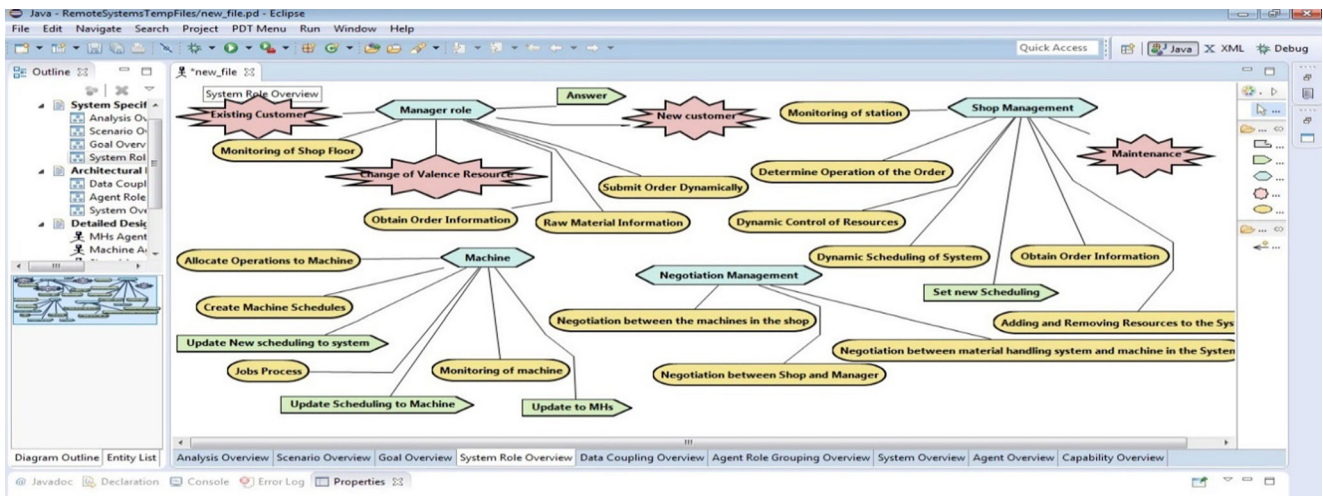 Java - RemoteSystemsTempFiles/new_file.pd - Eclipse
File Edit Navigate Search Project PDT Menu Run Window Help
Quick Access
Java
XML
Debug
Outline
*new_file
System Specif
Analysis Ov
Scenario Ov
Goal Overv
System Rol
Architectural
Data Coupl
Agent Role
System Ove
Detailed Desig
MHs Agent
Machine A
System Role Overview
Existing Customer
Manager role
Answer
New customer
Monitoring of Shop Floor
Change of Valence Resource
Submit Order Dynamically
Obtain Order Information
Raw Material Information
Monitoring of station
Shop Management
Maintenance
Determine Operation of the Order
Dynamic Control of Resources
Dynamic Scheduling of System
Obtain Order Information
Set new Scheduling
Adding and Removing Resources to the Sys
Allocate Operations to Machine
Machine
Create Machine Schedules
Update New scheduling to system
Jobs Process
Monitoring of machine
Update Scheduling to Machine
Update to MHs
Negotiation Management
Negotiation between the machines in the shop
Negotiation between material handling system and machine in the System
Negotiation between Shop and Manager
Diagram Outline Entity List
Analysis Overview Scenario Overview Goal Overview System Role Overview Data Coupling Overview Agent Role Grouping Overview System Overview Agent Overview Capability Overview
@ Javadoc Declaration Console Error Log Properties